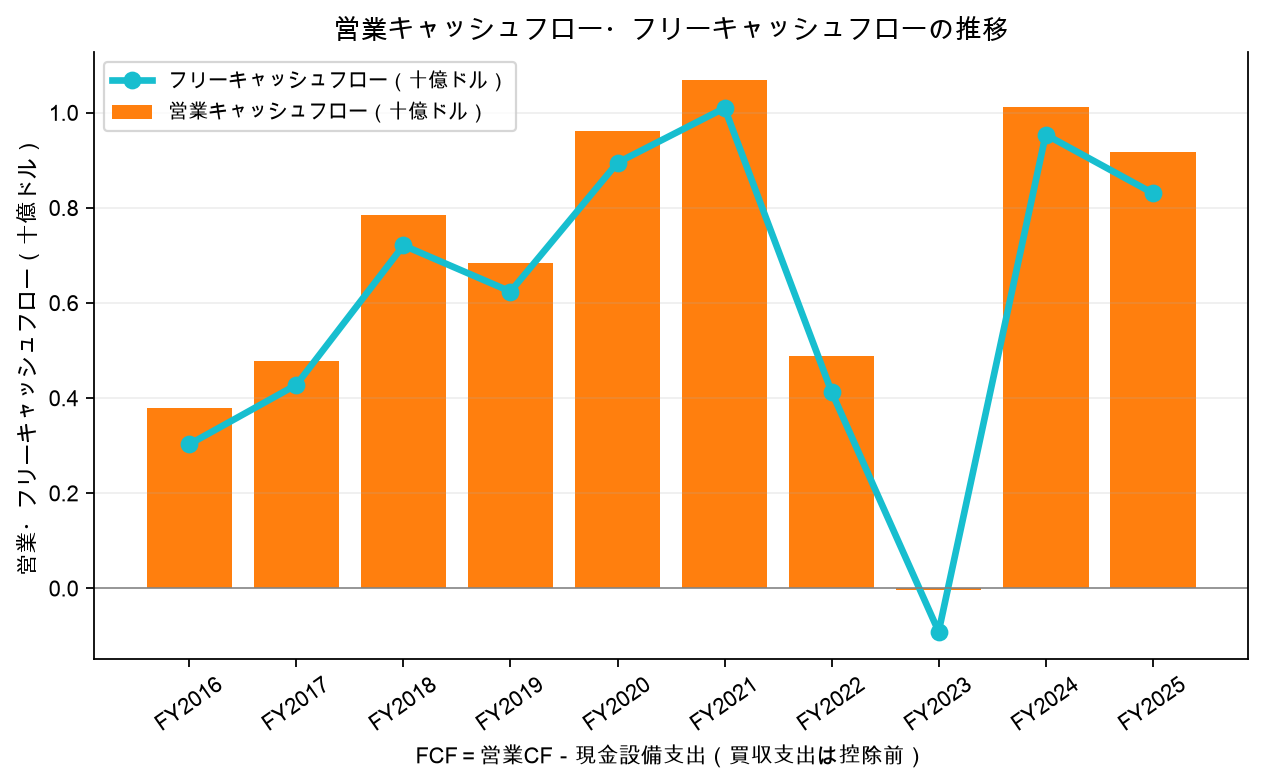 営業キャッシュフロー・フリーキャッシュフローの推移
フリーキャッシュフロー(十億ドル)
営業キャッシュフロー(十億ドル)
営業・フリーキャッシュフロー(十億ドル)
1.0
0.8
0.6
0.4
0.2
0.0
FY2016
FY2017
FY2018
FY2019
FY2020
FY2021
FY2022
FY2023
FY2024
FY2025
FCF=営業CF - 現金設備支出(買収支出は控除前)